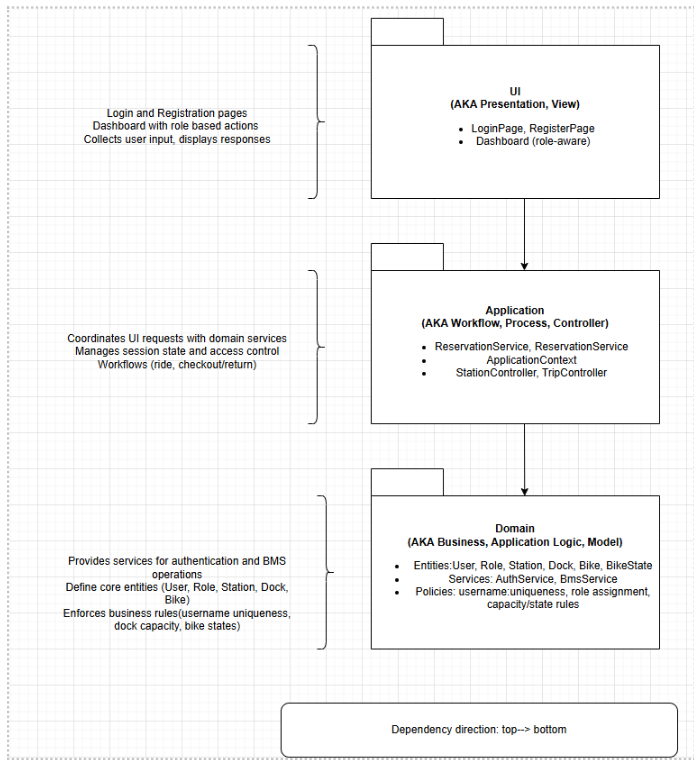 Login and Registration pages
Dashboard with role based actions
Collects user input, displays responses
UI
(AKA Presentation, View)
LoginPage, RegisterPage
Dashboard (role-aware)
Coordinates UI requests with domain services
Manages session state and access control
Workflows (ride, checkout/return)
Application
(AKA Workflow, Process, Controller)
ReservationService, ReservationService
ApplicationContext
StationController, TripController
Provides services for authentication and BMS
operations
Define core entities (User, Role, Station, Dock,
Bike)
Enforces business rules(username uniqueness,
dock capacity, bike states)
Domain
(AKA Business, Application Logic, Model)
Entities:User, Role, Station, Dock, Bike, BikeState
Services: AuthService, BmsService
Policies: username:uniqueness, role assignment,
capacity/state rules
Dependency direction: top--> bottom